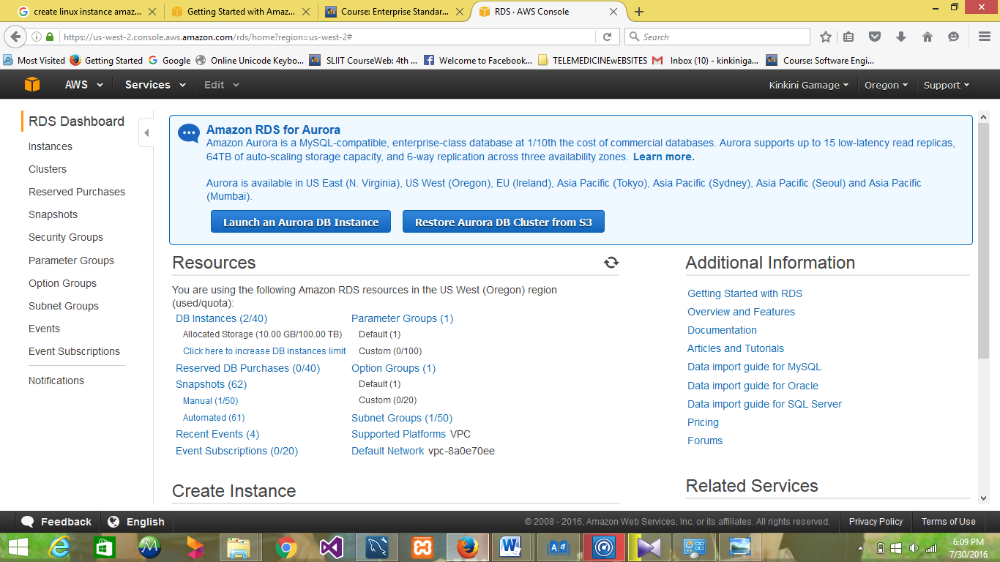 create linux instance amaz...
Getting Started with Amaz...
Course: Enterprise Standar...
RDS · AWS Console
https://us-west-2.console.aws.amazon.com/rds/home?region=us-west-2#
Search
Most Visited
Getting Started
Google
Online Unicode Keybo...
SLIIT CourseWeb: 4th ...
Welcome to Facebook...
TELEMEDICINEwEBSITES
Inbox (10) - kinkiniga...
Course: Software Engi...
AWS
Services
Edit
Kinkini Gamage
Oregon
Support
RDS Dashboard
Instances
Clusters
Reserved Purchases
Snapshots
Security Groups
Parameter Groups
Option Groups
Subnet Groups
Events
Event Subscriptions
Notifications
Amazon RDS for Aurora
Amazon Aurora is a MySQL-compatible, enterprise-class database at 1/10th the cost of commercial databases. Aurora supports up to 15 low-latency read replicas,
64TB of auto-scaling storage capacity, and 6-way replication across three availability zones. Learn more.
Aurora is available in US East (N. Virginia), US West (Oregon), EU (Ireland), Asia Pacific (Tokyo), Asia Pacific (Sydney), Asia Pacific (Seoul) and Asia Pacific
(Mumbai).
Launch an Aurora DB Instance
Restore Aurora DB Cluster from S3
Resources
You are using the following Amazon RDS resources in the US West (Oregon) region
(used/quota):
DB Instances (2/40)
Allocated Storage (10.00 GB/100.00 TB)
Click here to increase DB instances limit
Reserved DB Purchases (0/40)
Snapshots (62)
Manual (1/50)
Automated (61)
Recent Events (4)
Event Subscriptions (0/20)
Parameter Groups (1)
Default (1)
Custom (0/100)
Option Groups (1)
Default (1)
Custom (0/20)
Subnet Groups (1/50)
Supported Platforms VPC
Default Network vpc-8a0e70ee
Create Instance
Additional Information
Getting Started with RDS
Overview and Features
Documentation
Articles and Tutorials
Data import guide for MySQL
Data import guide for Oracle
Data import guide for SQL Server
Pricing
Forums
Related Services
Feedback
English
© 2008 - 2016, Amazon Web Services, Inc. or its affiliates. All rights reserved.
Privacy Policy
Terms of Use
6:09 PM
7/30/2016